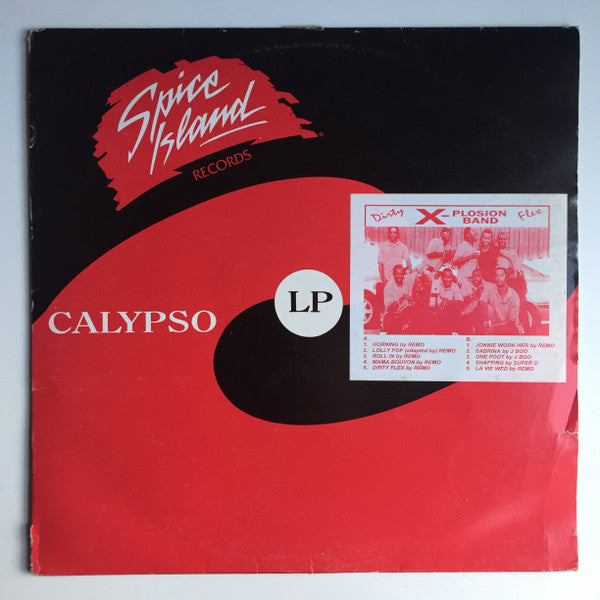 Spice
Island
RECORDS
Dirty X-PLOSION BAND Flex
CALYPSO
LP
A.
1. HORNING by REMO
2. LOLLY POP (adapted by) REMO
3. ROLL IN by REMO
4. MAMA BOUYON by REMO
5. DIRTY FLEX by REMO
B.
1. JONNIE WORK HER by REMO
2. SABRINA by J BOO
3. ONE FOOT by J BOO
4. SHAFFING by SUPER D
5. LA VIE WED by REMO